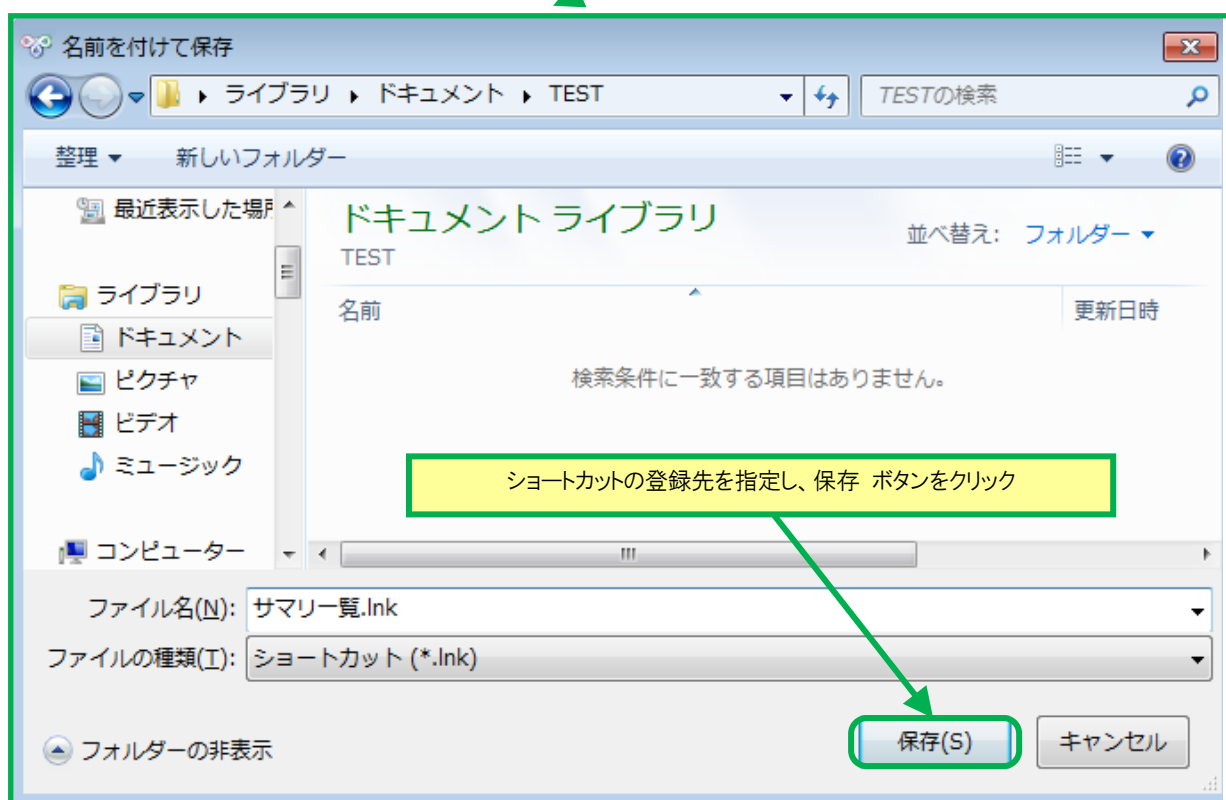 名前を付けて保存
ライブラリ ドキュメント TEST
TESTの検索
整理 新しいフォルダー
最近表示した場所
ライブラリ
ドキュメント
ピクチャ
ビデオ
ミュージック
コンピューター
ドキュメント ライブラリ
TEST
並べ替え: フォルダー
名前 更新日時
検索条件に一致する項目はありません。
ショートカットの登録先を指定し、保存 ボタンをクリック
ファイル名(N): サマリ一覧.lnk
ファイルの種類(T): ショートカット (*.lnk)
フォルダーの非表示
保存(S) キャンセル